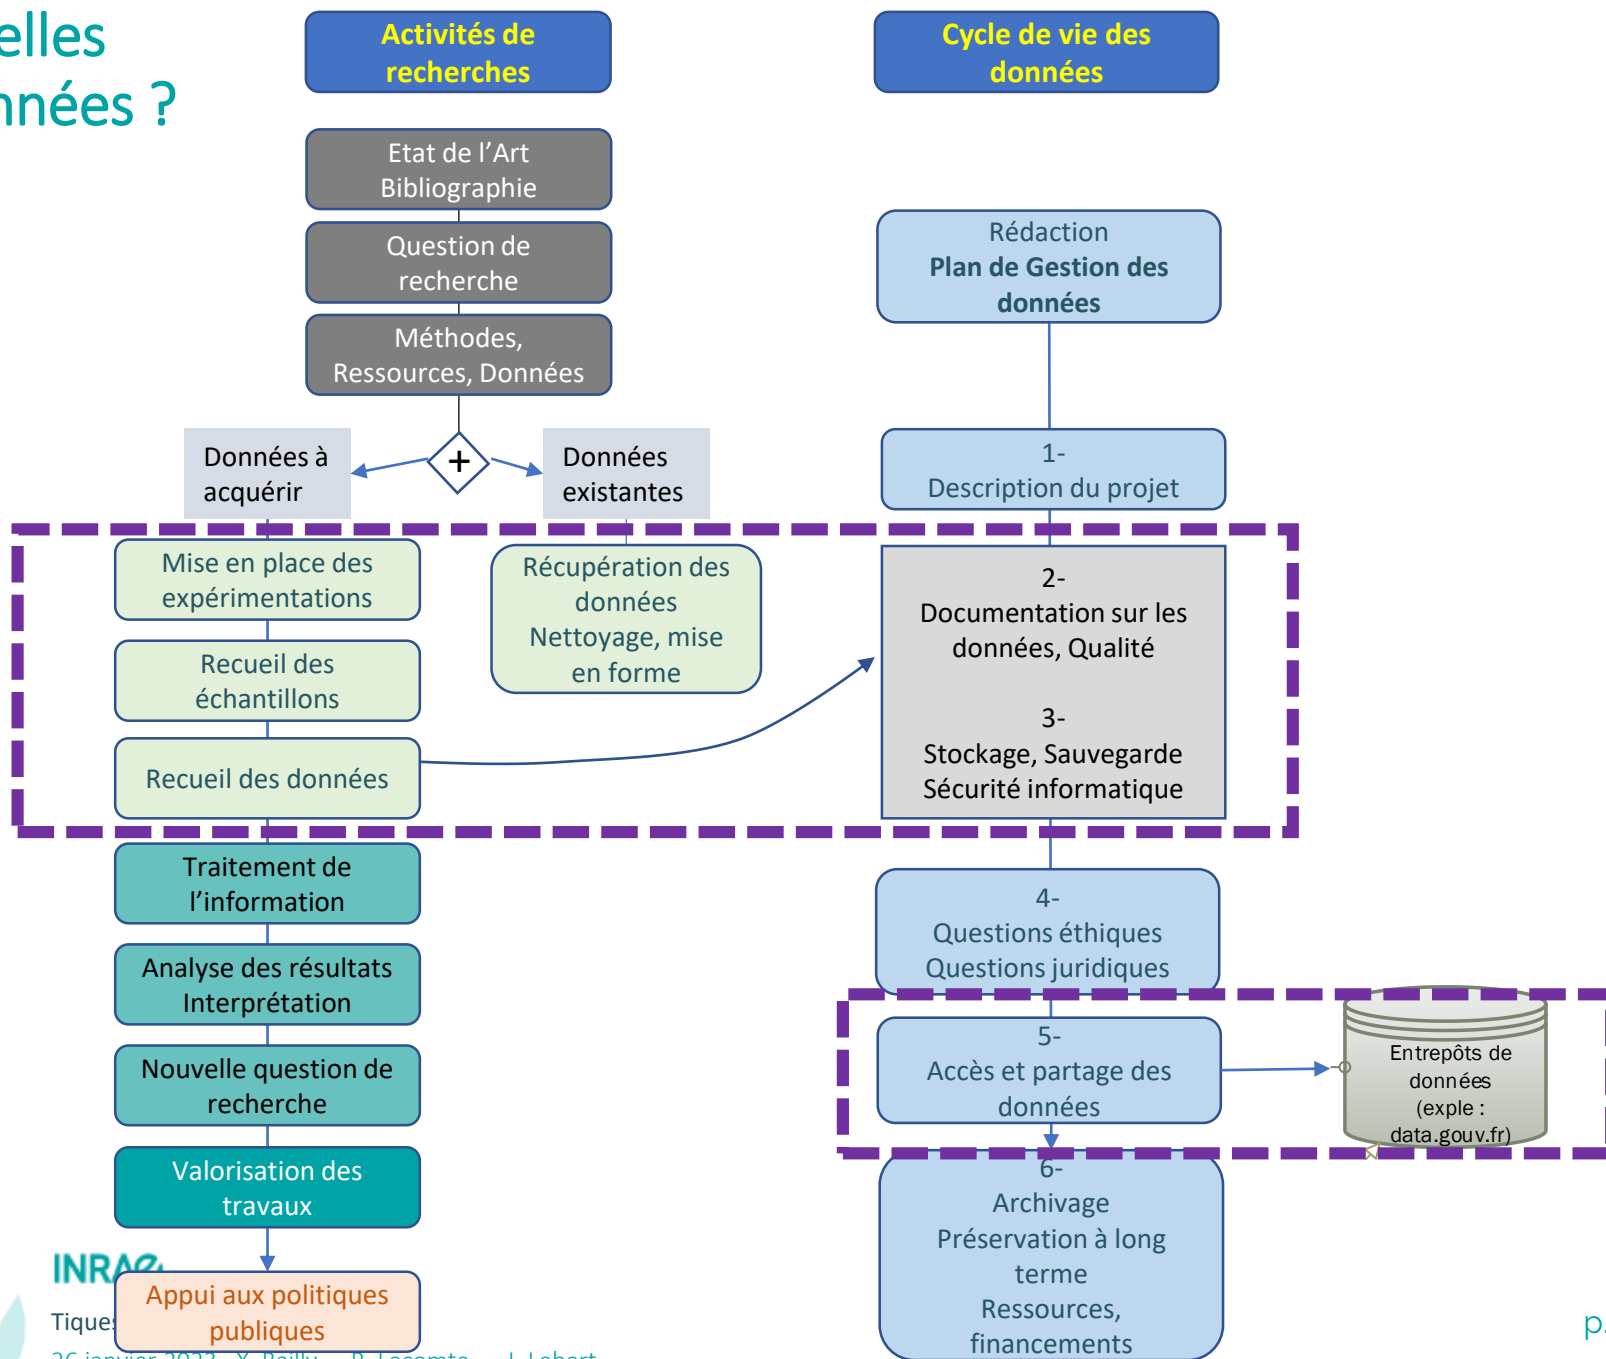 elles
nnées ?
Activités de
recherches
Cycle de vie des
données
Etat de l'Art
Bibliographie
Question de
recherche
Méthodes,
Ressources, Données
Rédaction
Plan de Gestion des
données
Données à
acquérir
+
Données
existantes
1-
Description du projet
Mise en place des
expérimentations
Récupération des
données
Nettoyage, mise
en forme
Recueil des
échantillons
Recueil des données
2-
Documentation sur les
données, Qualité
3-
Stockage, Sauvegarde
Sécurité informatique
Traitement de
l'information
Analyse des résultats
Interprétation
Nouvelle question de
recherche
Valorisation des
travaux
Appui aux politiques
publiques
4-
Questions éthiques
Questions juridiques
5-
Accès et partage des
données
Entrepôts de
données
(exple :
data.gouv.fr)
6-
Archivage
Préservation à long
terme
Ressources,
financements
INRAE
Tiques
p.